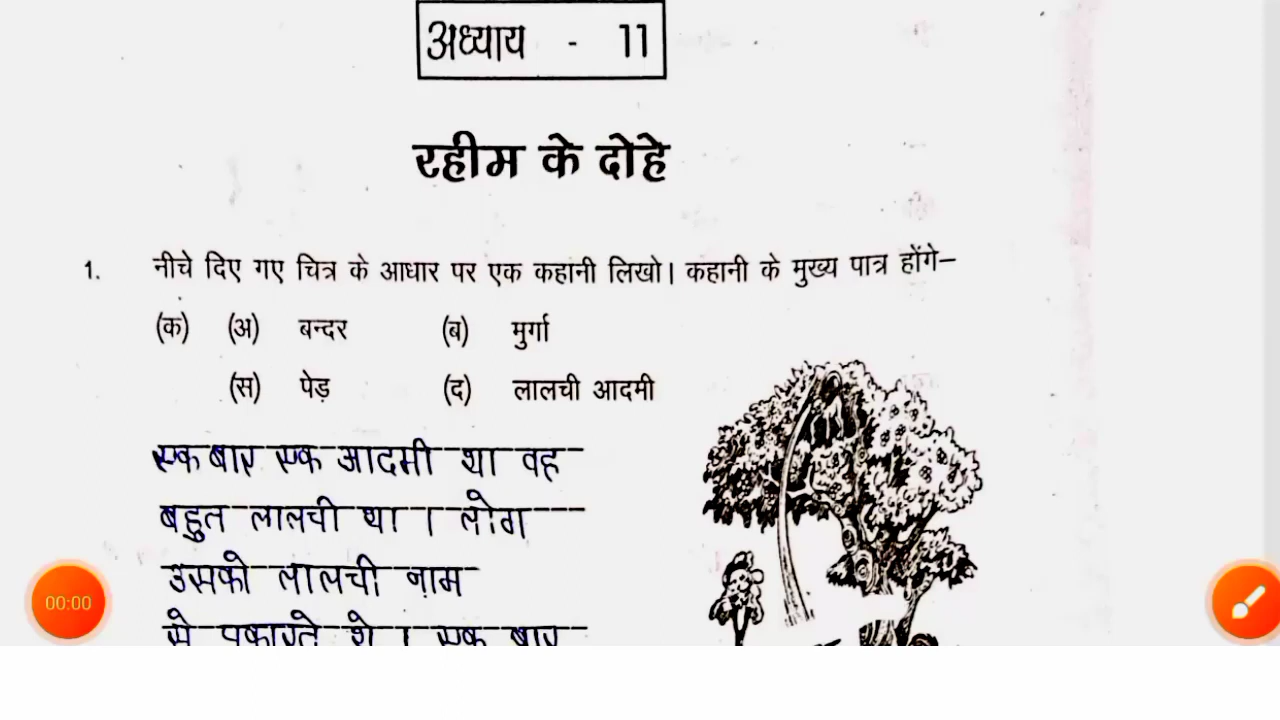 अध्याय - 11
रहीम के दोहे
1. नीचे दिए गए चित्र के आधार पर एक कहानी लिखो। कहानी के मुख्य पात्र होंगे–
(क) (अ) बन्दर (ब) मुर्गा
(स) पेड़ (द) लालची आदमी
एक बार एक आदमी था वह
बहुत लालची था । लोग
उसको लालची नाम
से पुकारते थे । एक बार
00:00